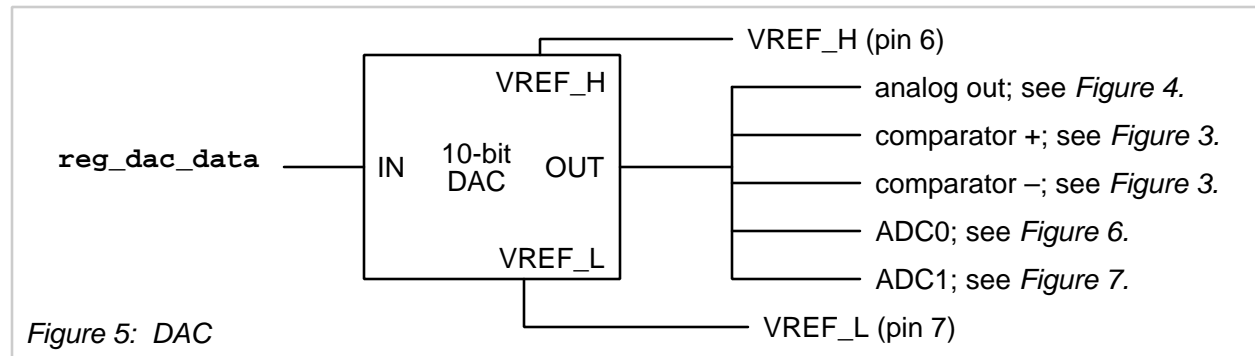 VREF_H (pin 6)
VREF_H
analog out; see Figure 4.
comparator +; see Figure 3.
reg_dac_data
IN
10-bit
DAC
OUT
comparator –; see Figure 3.
ADC0; see Figure 6.
VREF_L
ADC1; see Figure 7.
VREF_L (pin 7)
Figure 5: DAC